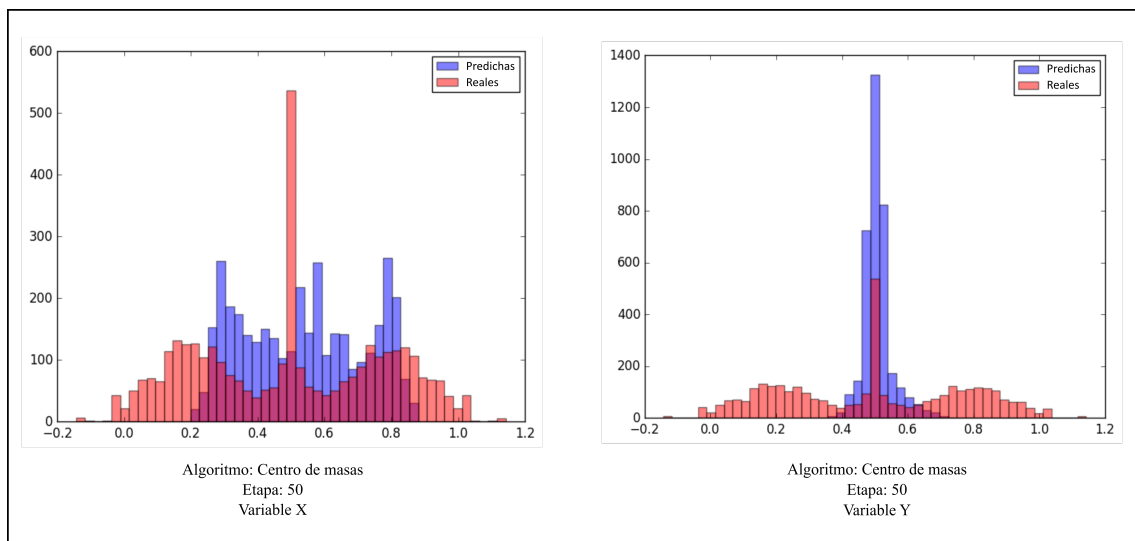 600
500
400
300
200
100
0
−0.2 0.0 0.2 0.4 0.6 0.8 1.0 1.2
Predichas
Reales
Algoritmo: Centro de masas
Etapa: 50
Variable X
1400
1200
1000
800
600
400
200
0
−0.2 0.0 0.2 0.4 0.6 0.8 1.0 1.2
Predichas
Reales
Algoritmo: Centro de masas
Etapa: 50
Variable Y